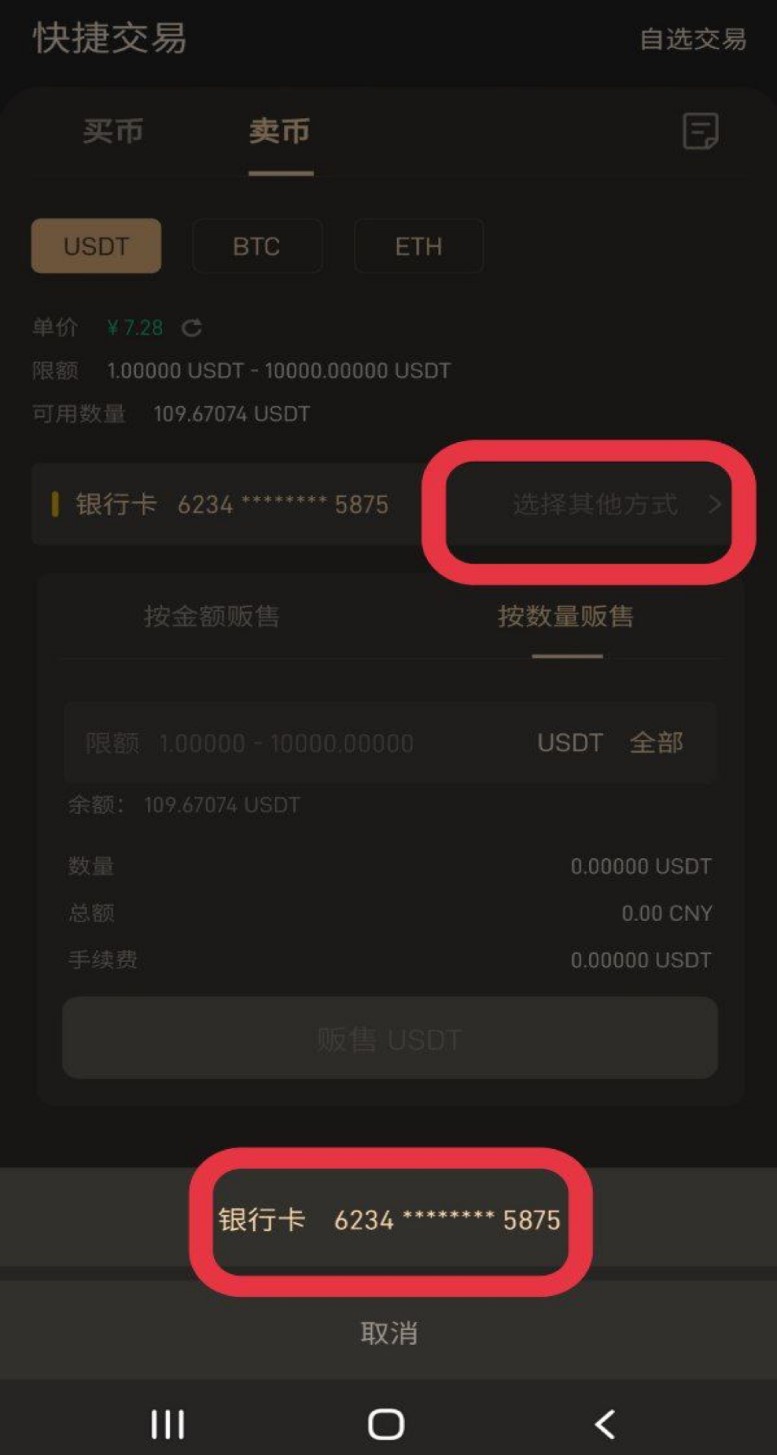 快捷交易 自选交易
买币 卖币
USDT BTC ETH
单价 ¥7.28
限额 1.00000 USDT - 10000.00000 USDT
可用数量 109.67074 USDT
银行卡 6234 ******** 5875 选择其他方式 >
按金额贩售 按数量贩售
限额 1.00000 - 10000.00000 USDT 全部
余额： 109.67074 USDT
数量 0.00000 USDT
总额 0.00 CNY
手续费 0.00000 USDT
贩售 USDT
银行卡 6234 ******** 5875
取消